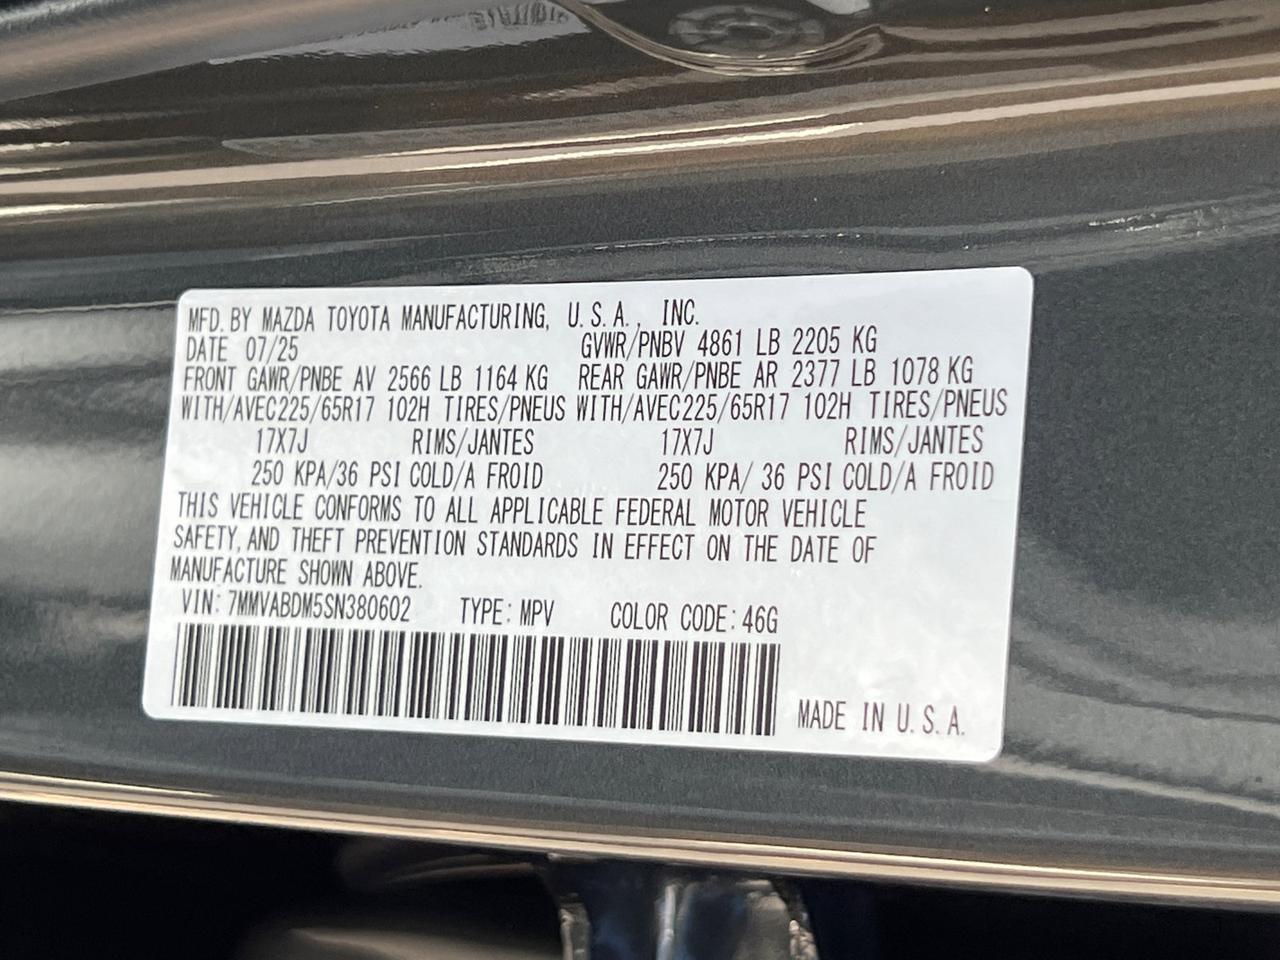 MFD. BY MAZDA TOYOTA MANUFACTURING, U.S.A., INC.
DATE 07/25 GVWR/PNBV 4861 LB 2205 KG
FRONT GAWR/PNBE AV 2566 LB 1164 KG REAR GAWR/PNBE AR 2377 LB 1078 KG
WITH/AVEC225/65R17 102H TIRES/PNEUS WITH/AVEC225/65R17 102H TIRES/PNEUS
17X7J RIMS/JANTES 17X7J RIMS/JANTES
250 KPA/36 PSI COLD/A FROID 250 KPA/ 36 PSI COLD/A FROID
THIS VEHICLE CONFORMS TO ALL APPLICABLE FEDERAL MOTOR VEHICLE
SAFETY, AND THEFT PREVENTION STANDARDS IN EFFECT ON THE DATE OF
MANUFACTURE SHOWN ABOVE.
VIN: 7MMVABDM5SN380602 TYPE: MPV COLOR CODE: 46G
MADE IN U.S.A.